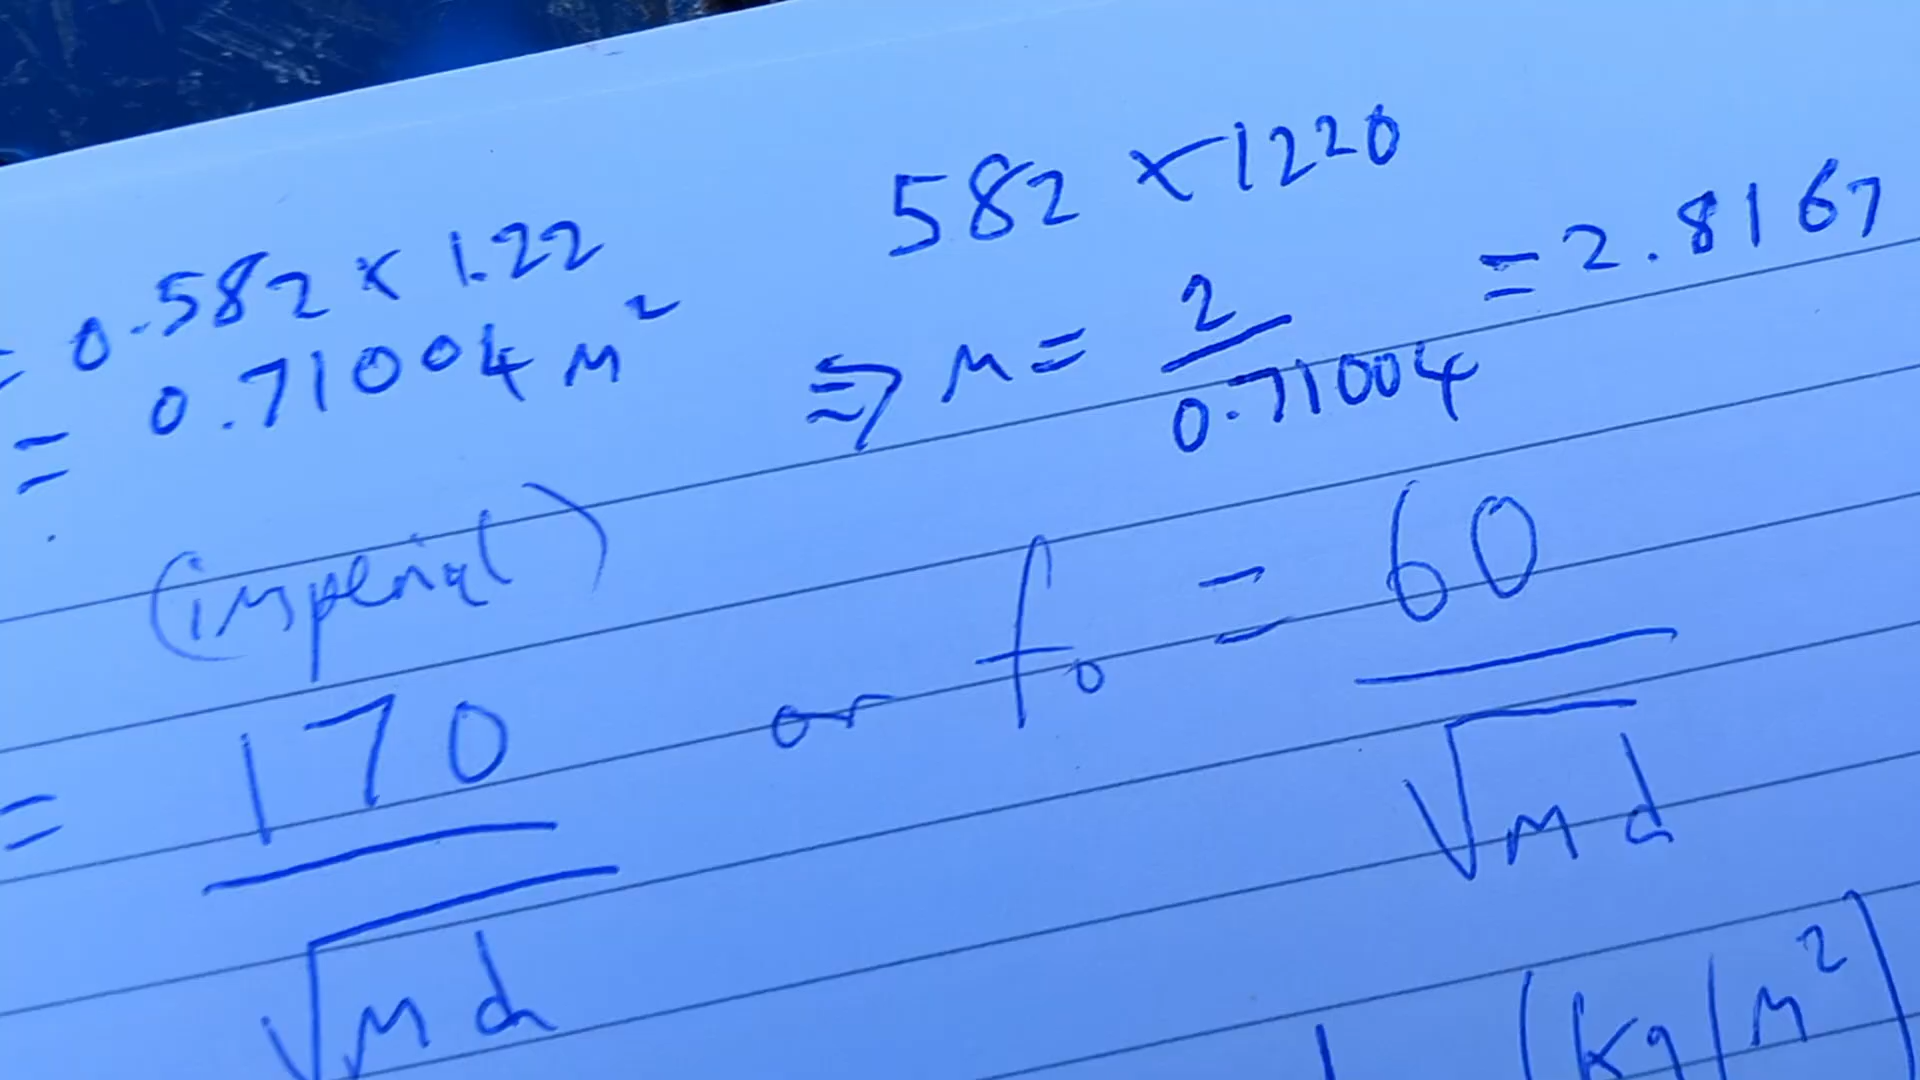 582 × 1220
= 0.582 × 1.22
= 0.71004 m²
⇒ m = 2 / 0.71004 = 2.8167
(imperial)
= 170 / √md or f₀ = 60 / √md
(kg/m²)